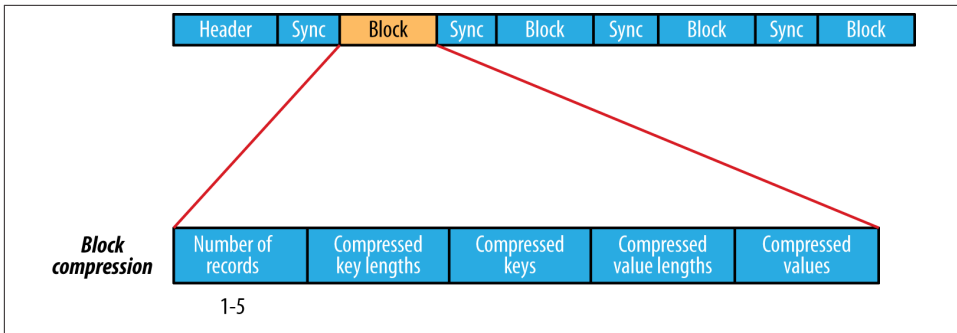 Header Sync Block Sync Block Sync Block Sync Block
Block
compression
Number of
records
Compressed
key lengths
Compressed
keys
Compressed
value lengths
Compressed
values
1-5